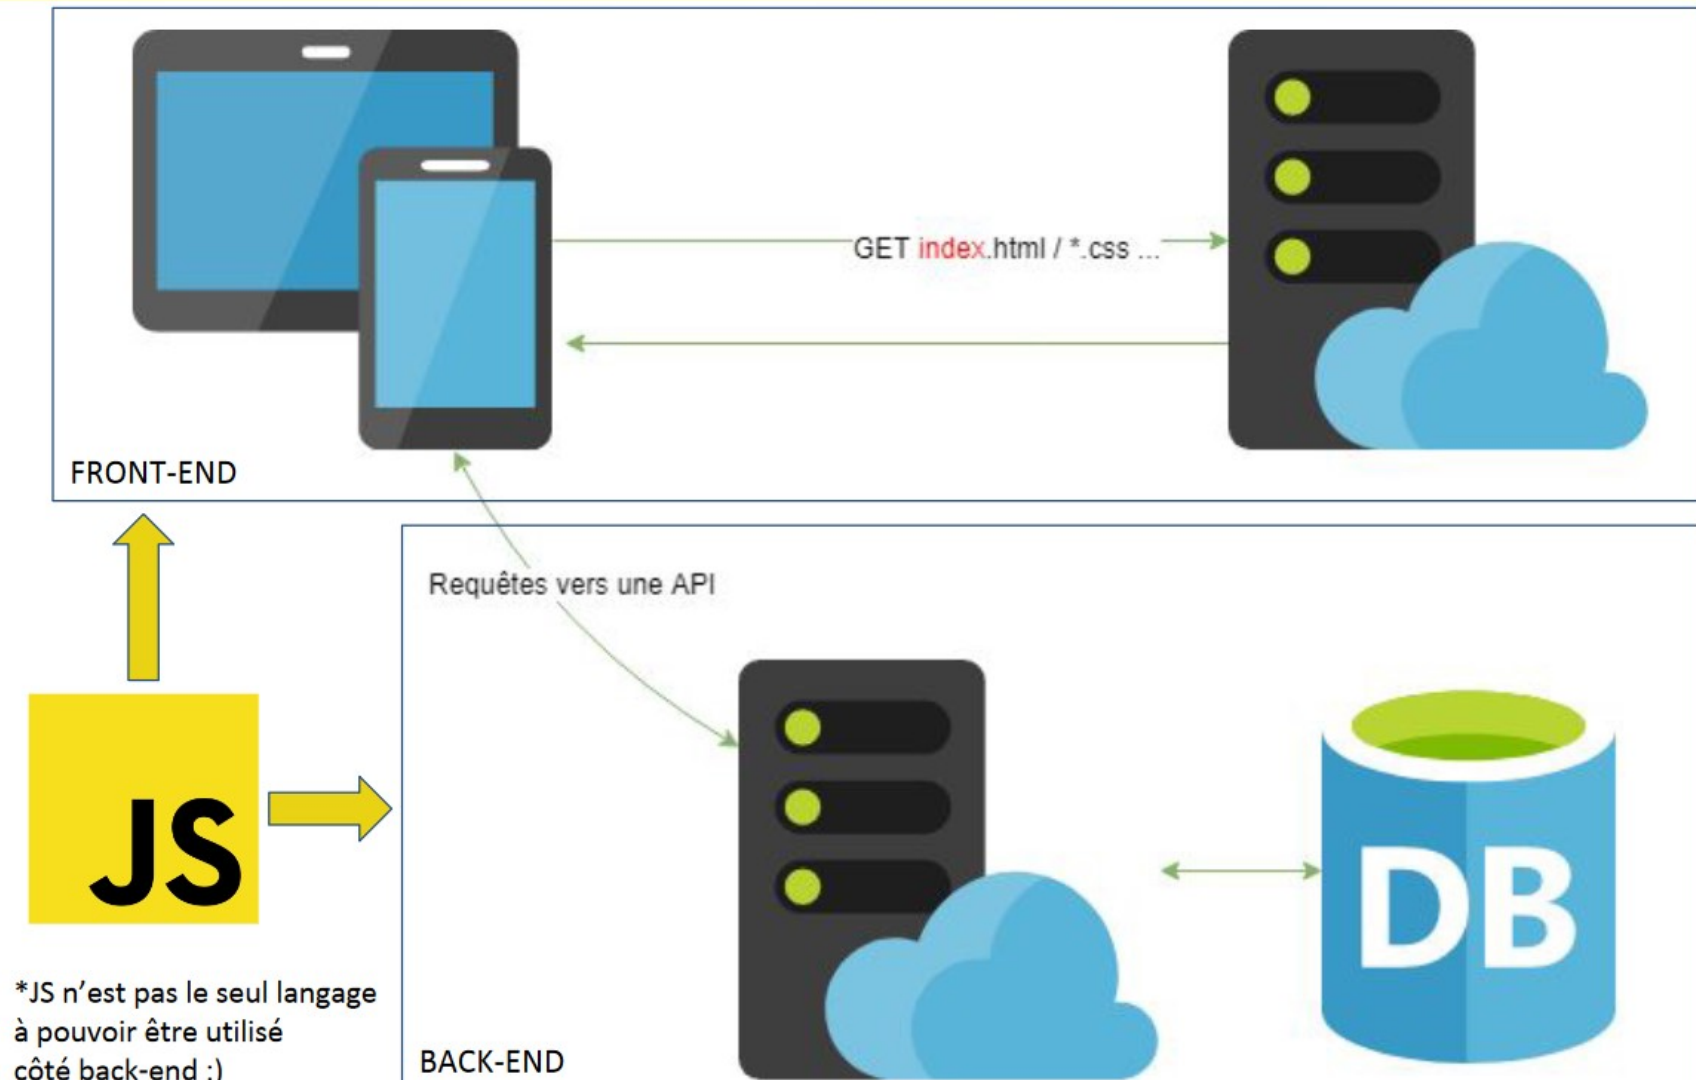 GET index.html / *.css ...
FRONT-END
Requêtes vers une API
JS
DB
*JS n’est pas le seul langage
à pouvoir être utilisé
côté back-end :)
BACK-END